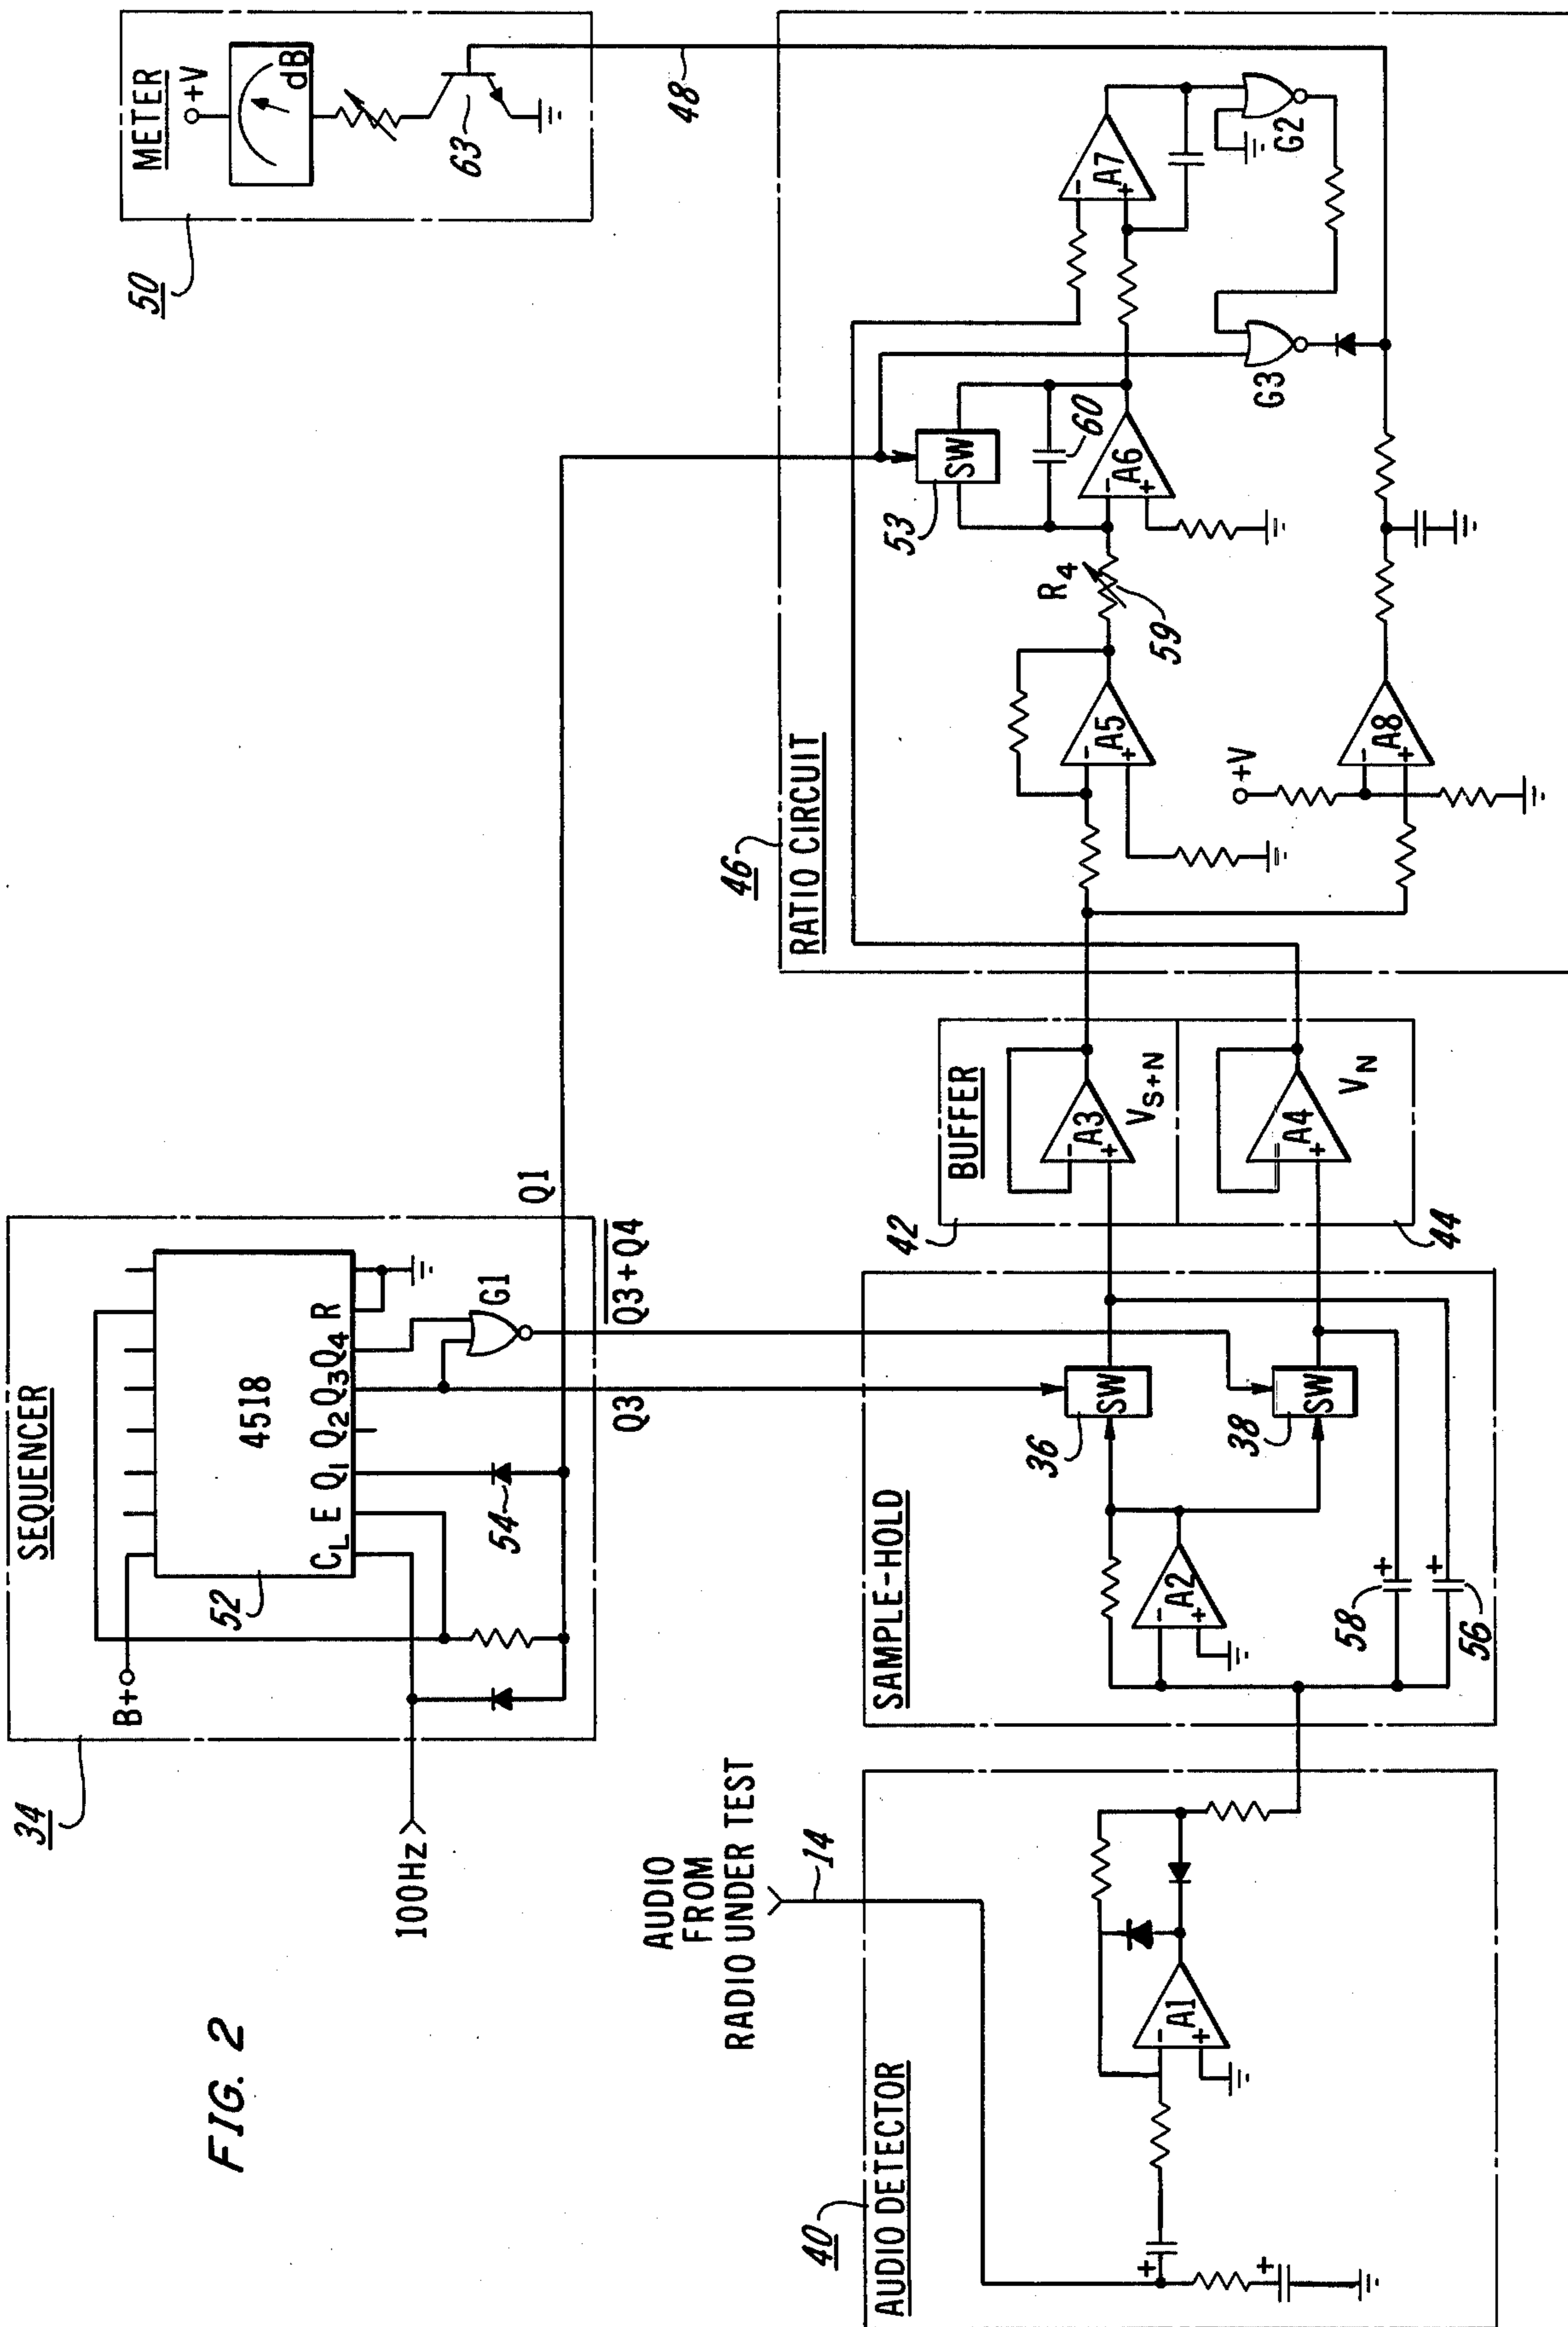 FIG. 2
34
SEQUENCER
B+
52
4518
CL E Q1 Q2 Q3 Q4 R
G1
54
100Hz
Q3
Q3+Q4
Q1
50
METER
+V
dB
63
48
AUDIO
FROM
RADIO UNDER TEST
14
40
AUDIO DETECTOR
+
+
-
+
A1
SAMPLE-HOLD
-
+
A2
36
SW
38
SW
58
+
56
+
42
BUFFER
-
+
A3
VS+N
-
+
A4
VN
44
46
RATIO CIRCUIT
-
+
A5
R4
59
53
SW
60
-
+
A6
-
+
A7
G2
G3
+V
-
+
A8